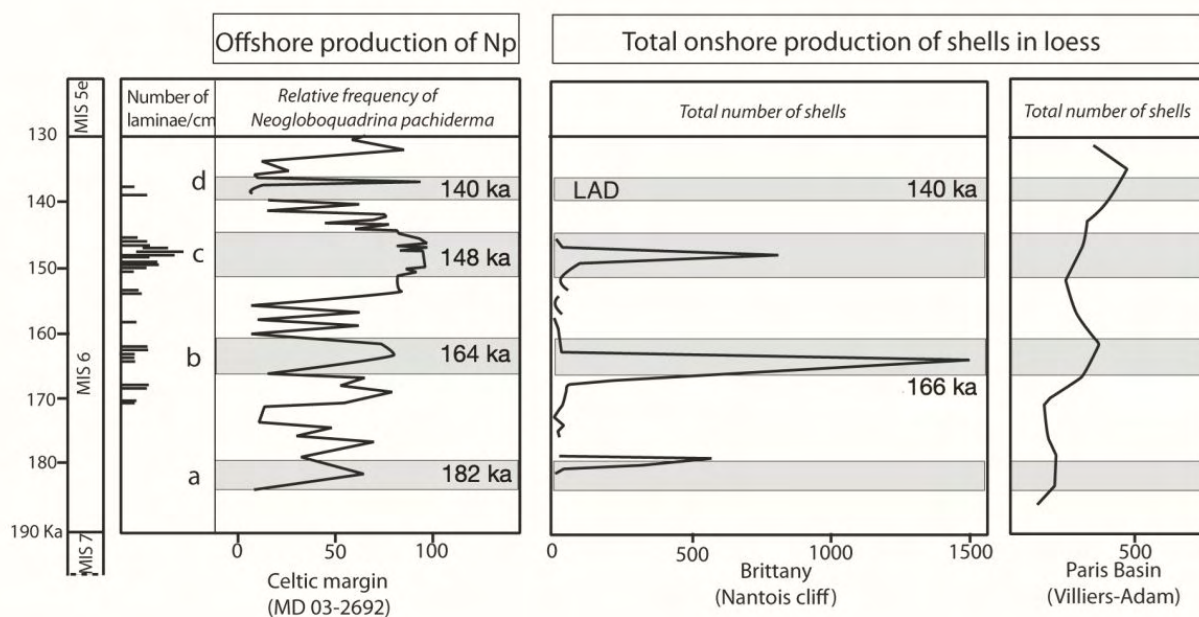 Offshore production of Np
Total onshore production of shells in loess
MIS 5e
Number of
laminae/cm
Relative frequency of
Neogloboquadrina pachiderma
Total number of shells
Total number of shells
130
d
140 ka
LAD
140 ka
140
c
148 ka
150
160
b
164 ka
166 ka
MIS 6
170
180
a
182 ka
190 Ka
MIS 7
0
50
100
0
500
1000
1500
500
Celtic margin
(MD 03-2692)
Brittany
(Nantois cliff)
Paris Basin
(Villiers-Adam)